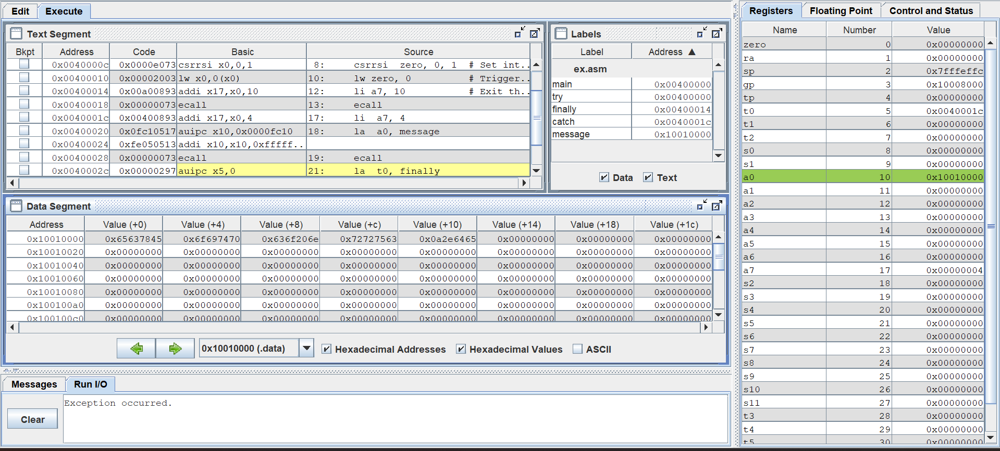 Edit Execute
Text Segment
Bkpt Address Code Basic Source
0x0040000c 0x0000e073 csrrsi x0,0,1 8: csrrsi zero, 0, 1 # Set int..
0x00400010 0x00002003 lw x0,0(x0) 10: lw zero, 0 # Trigger..
0x00400014 0x00a00893 addi x17,x0,10 12: li a7, 10 # Exit th..
0x00400018 0x00000073 ecall 13: ecall
0x0040001c 0x00400893 addi x17,x0,4 17: li a7, 4
0x00400020 0x0fc10517 auipc x10,0x0000fc10 18: la a0, message
0x00400024 0xfe050513 addi x10,x10,0xfffff..
0x00400028 0x00000073 ecall 19: ecall
0x0040002c 0x00000297 auipc x5,0 21: la t0, finally
Labels
Label Address ▲
ex.asm
main 0x00400000
try 0x00400000
finally 0x00400014
catch 0x0040001c
message 0x10010000
Data Text
Data Segment
Address Value (+0) Value (+4) Value (+8) Value (+c) Value (+10) Value (+14) Value (+18) Value (+1c)
0x10010000 0x65637845 0x6f697470 0x636f206e 0x72727563 0x0a2e6465 0x00000000 0x00000000 0x00000000
0x10010020 0x00000000 0x00000000 0x00000000 0x00000000 0x00000000 0x00000000 0x00000000 0x00000000
0x10010040 0x00000000 0x00000000 0x00000000 0x00000000 0x00000000 0x00000000 0x00000000 0x00000000
0x10010060 0x00000000 0x00000000 0x00000000 0x00000000 0x00000000 0x00000000 0x00000000 0x00000000
0x10010080 0x00000000 0x00000000 0x00000000 0x00000000 0x00000000 0x00000000 0x00000000 0x00000000
0x100100a0 0x00000000 0x00000000 0x00000000 0x00000000 0x00000000 0x00000000 0x00000000 0x00000000
0x100100c0 0x00000000 0x00000000 0x00000000 0x00000000 0x00000000 0x00000000 0x00000000 0x00000000
0x10010000 (.data) Hexadecimal Addresses Hexadecimal Values ASCII
Messages Run I/O
Clear
Exception occurred.
Registers Floating Point Control and Status
Name Number Value
zero 0 0x00000000
ra 1 0x00000000
sp 2 0x7fffeffc
gp 3 0x10008000
tp 4 0x00000000
t0 5 0x0040001c
t1 6 0x00000000
t2 7 0x00000000
s0 8 0x00000000
s1 9 0x00000000
a0 10 0x10010000
a1 11 0x00000000
a2 12 0x00000000
a3 13 0x00000000
a4 14 0x00000000
a5 15 0x00000000
a6 16 0x00000000
a7 17 0x00000004
s2 18 0x00000000
s3 19 0x00000000
s4 20 0x00000000
s5 21 0x00000000
s6 22 0x00000000
s7 23 0x00000000
s8 24 0x00000000
s9 25 0x00000000
s10 26 0x00000000
s11 27 0x00000000
t3 28 0x00000000
t4 29 0x00000000
t5 30 0x00000000